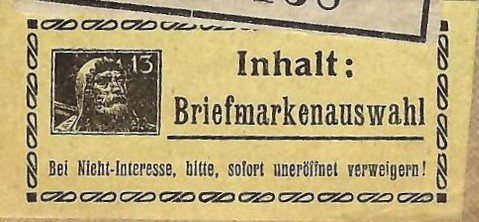 13
Inhalt:
Briefmarkenauswahl
Bei Nicht-Interesse, bitte, sofort uneröffnet verweigern!